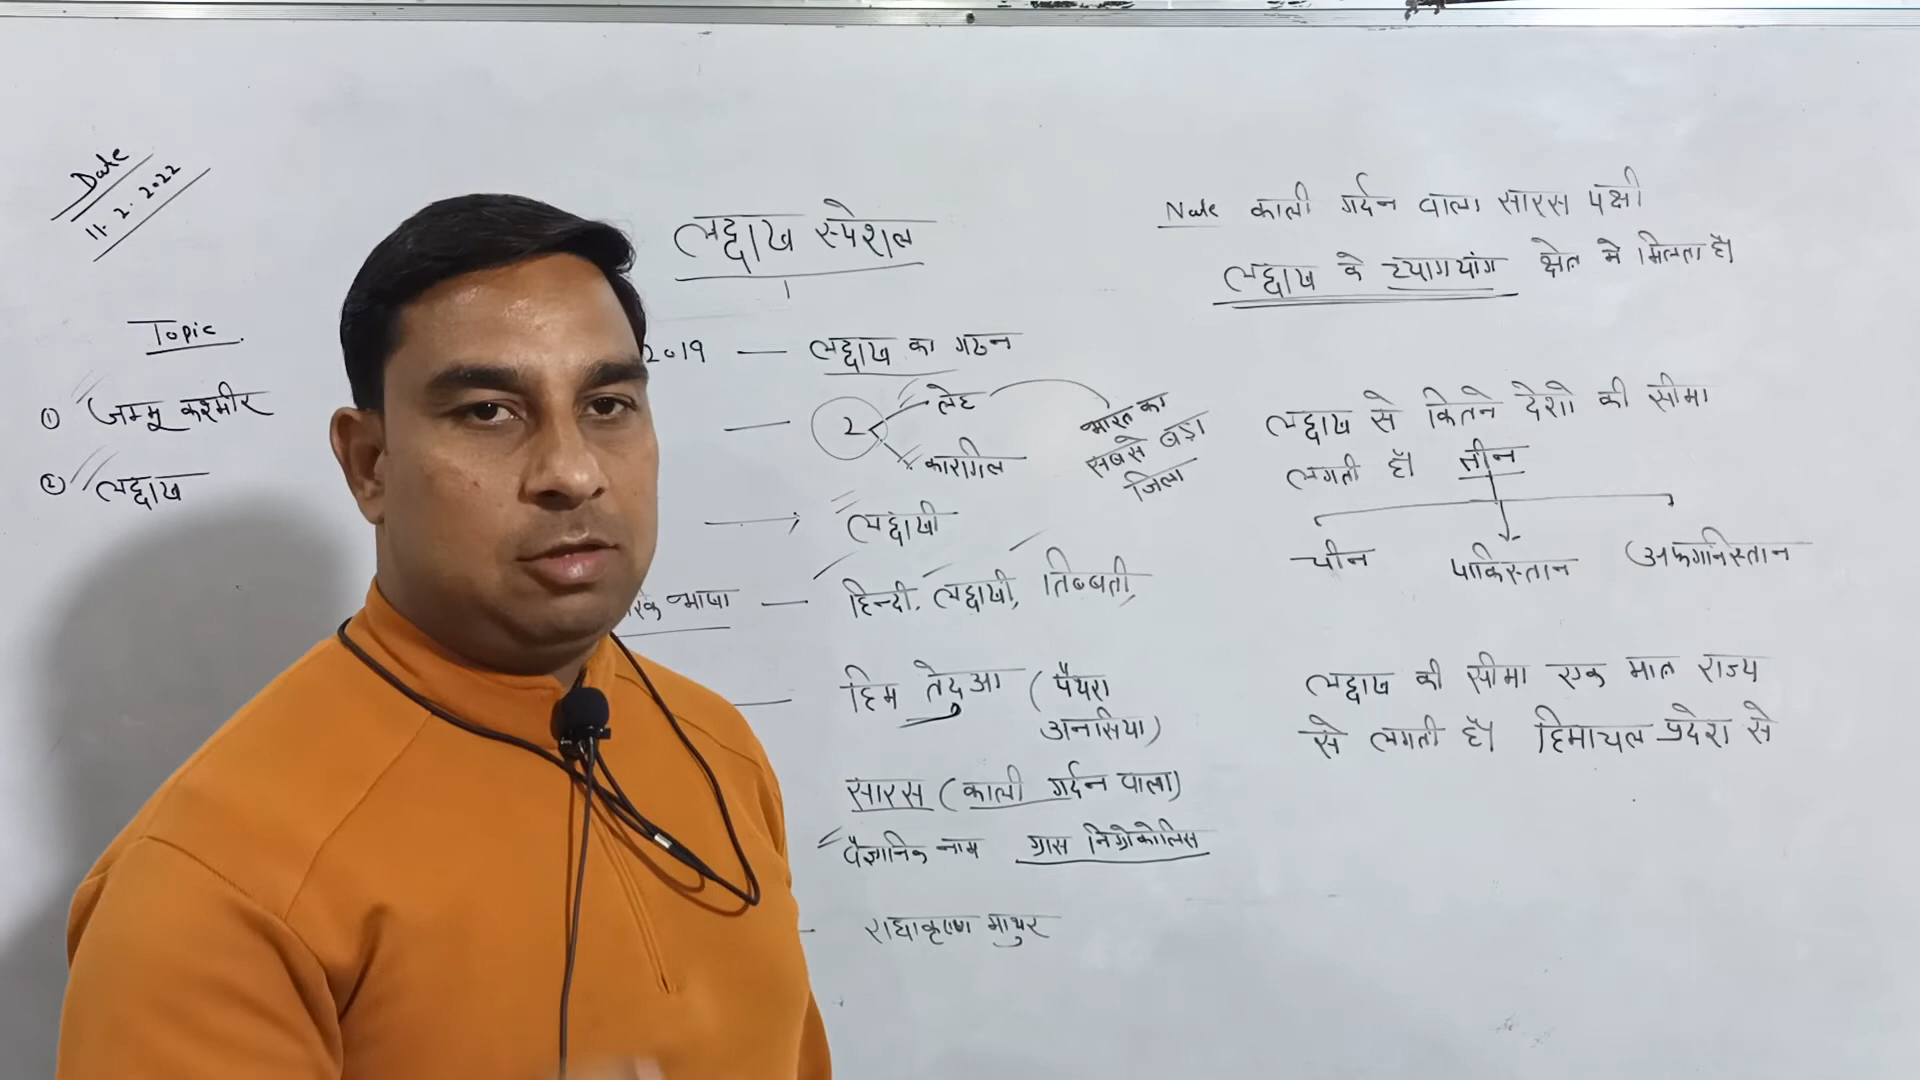 Date
11.2.2022
Topic
① जम्मू कश्मीर
② लद्दाख
लद्दाख स्पेशल
2019 — लद्दाख का गठन
— 2 लेह
कारगिल
भारत का
सबसे बड़ा
जिला
→ लद्दाखी
भाषा — हिन्दी, लद्दाखी, तिब्बती,
— हिम तेदुआ (पैंथरा
अनसिया)
सारस (काली गर्दन वाला)
वैज्ञानिक नाम ग्रास निग्रोकोलिस
राधाकृष्ण माथुर
Note काली गर्दन वाला सारस पक्षी
लद्दाख के च्यागयांग क्षेत्र मे मिलता है।
लद्दाख से कितने देशो की सीमा
लगती है। तीन
चीन पाकिस्तान अफगनिस्तान
लद्दाख की सीमा एक मात्र राज्य
से लगती है। हिमाचल प्रदेश से